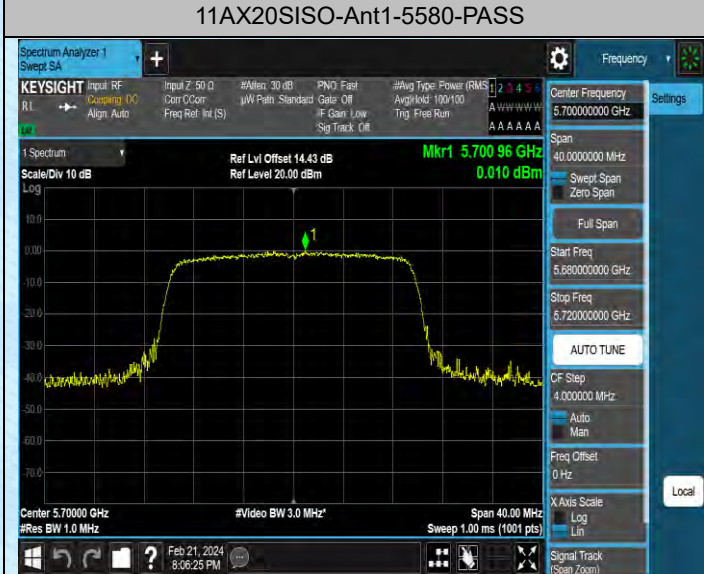 11AX20SISO-Ant1-5580-PASS
Spectrum Analyzer 1
Swept SA
+
Frequency
KEYSIGHT
RL
Input: RF
Coupling: DC
Align: Auto
Input Z: 50 Ω
Corr CCorr
Freq Ref: Int (S)
#Atten: 30 dB
µW Path: Standard
PNO: Fast
Gate: Off
IF Gain: Low
Sig Track: Off
#Avg Type: Power (RMS
Avg|Hold: 100/100
Trig: Free Run
1 2 3 4 5 6
A W W W W W
A A A A A A
1 Spectrum
Scale/Div 10 dB
Log
Ref Lvl Offset 14.43 dB
Ref Level 20.00 dBm
Mkr1 5.700 96 GHz
0.010 dBm
1
10.0
0.00
-10.0
-20.0
-30.0
-40.0
-50.0
-60.0
-70.0
Center 5.70000 GHz
#Res BW 1.0 MHz
#Video BW 3.0 MHz*
Span 40.00 MHz
Sweep 1.00 ms (1001 pts)
Feb 21, 2024
8:06:25 PM
Center Frequency
5.700000000 GHz
Settings
Span
40.0000000 MHz
Swept Span
Zero Span
Full Span
Start Freq
5.680000000 GHz
Stop Freq
5.720000000 GHz
AUTO TUNE
CF Step
4.000000 MHz
Auto
Man
Freq Offset
0 Hz
X Axis Scale
Log
Lin
Local
Signal Track
(Span Zoom)